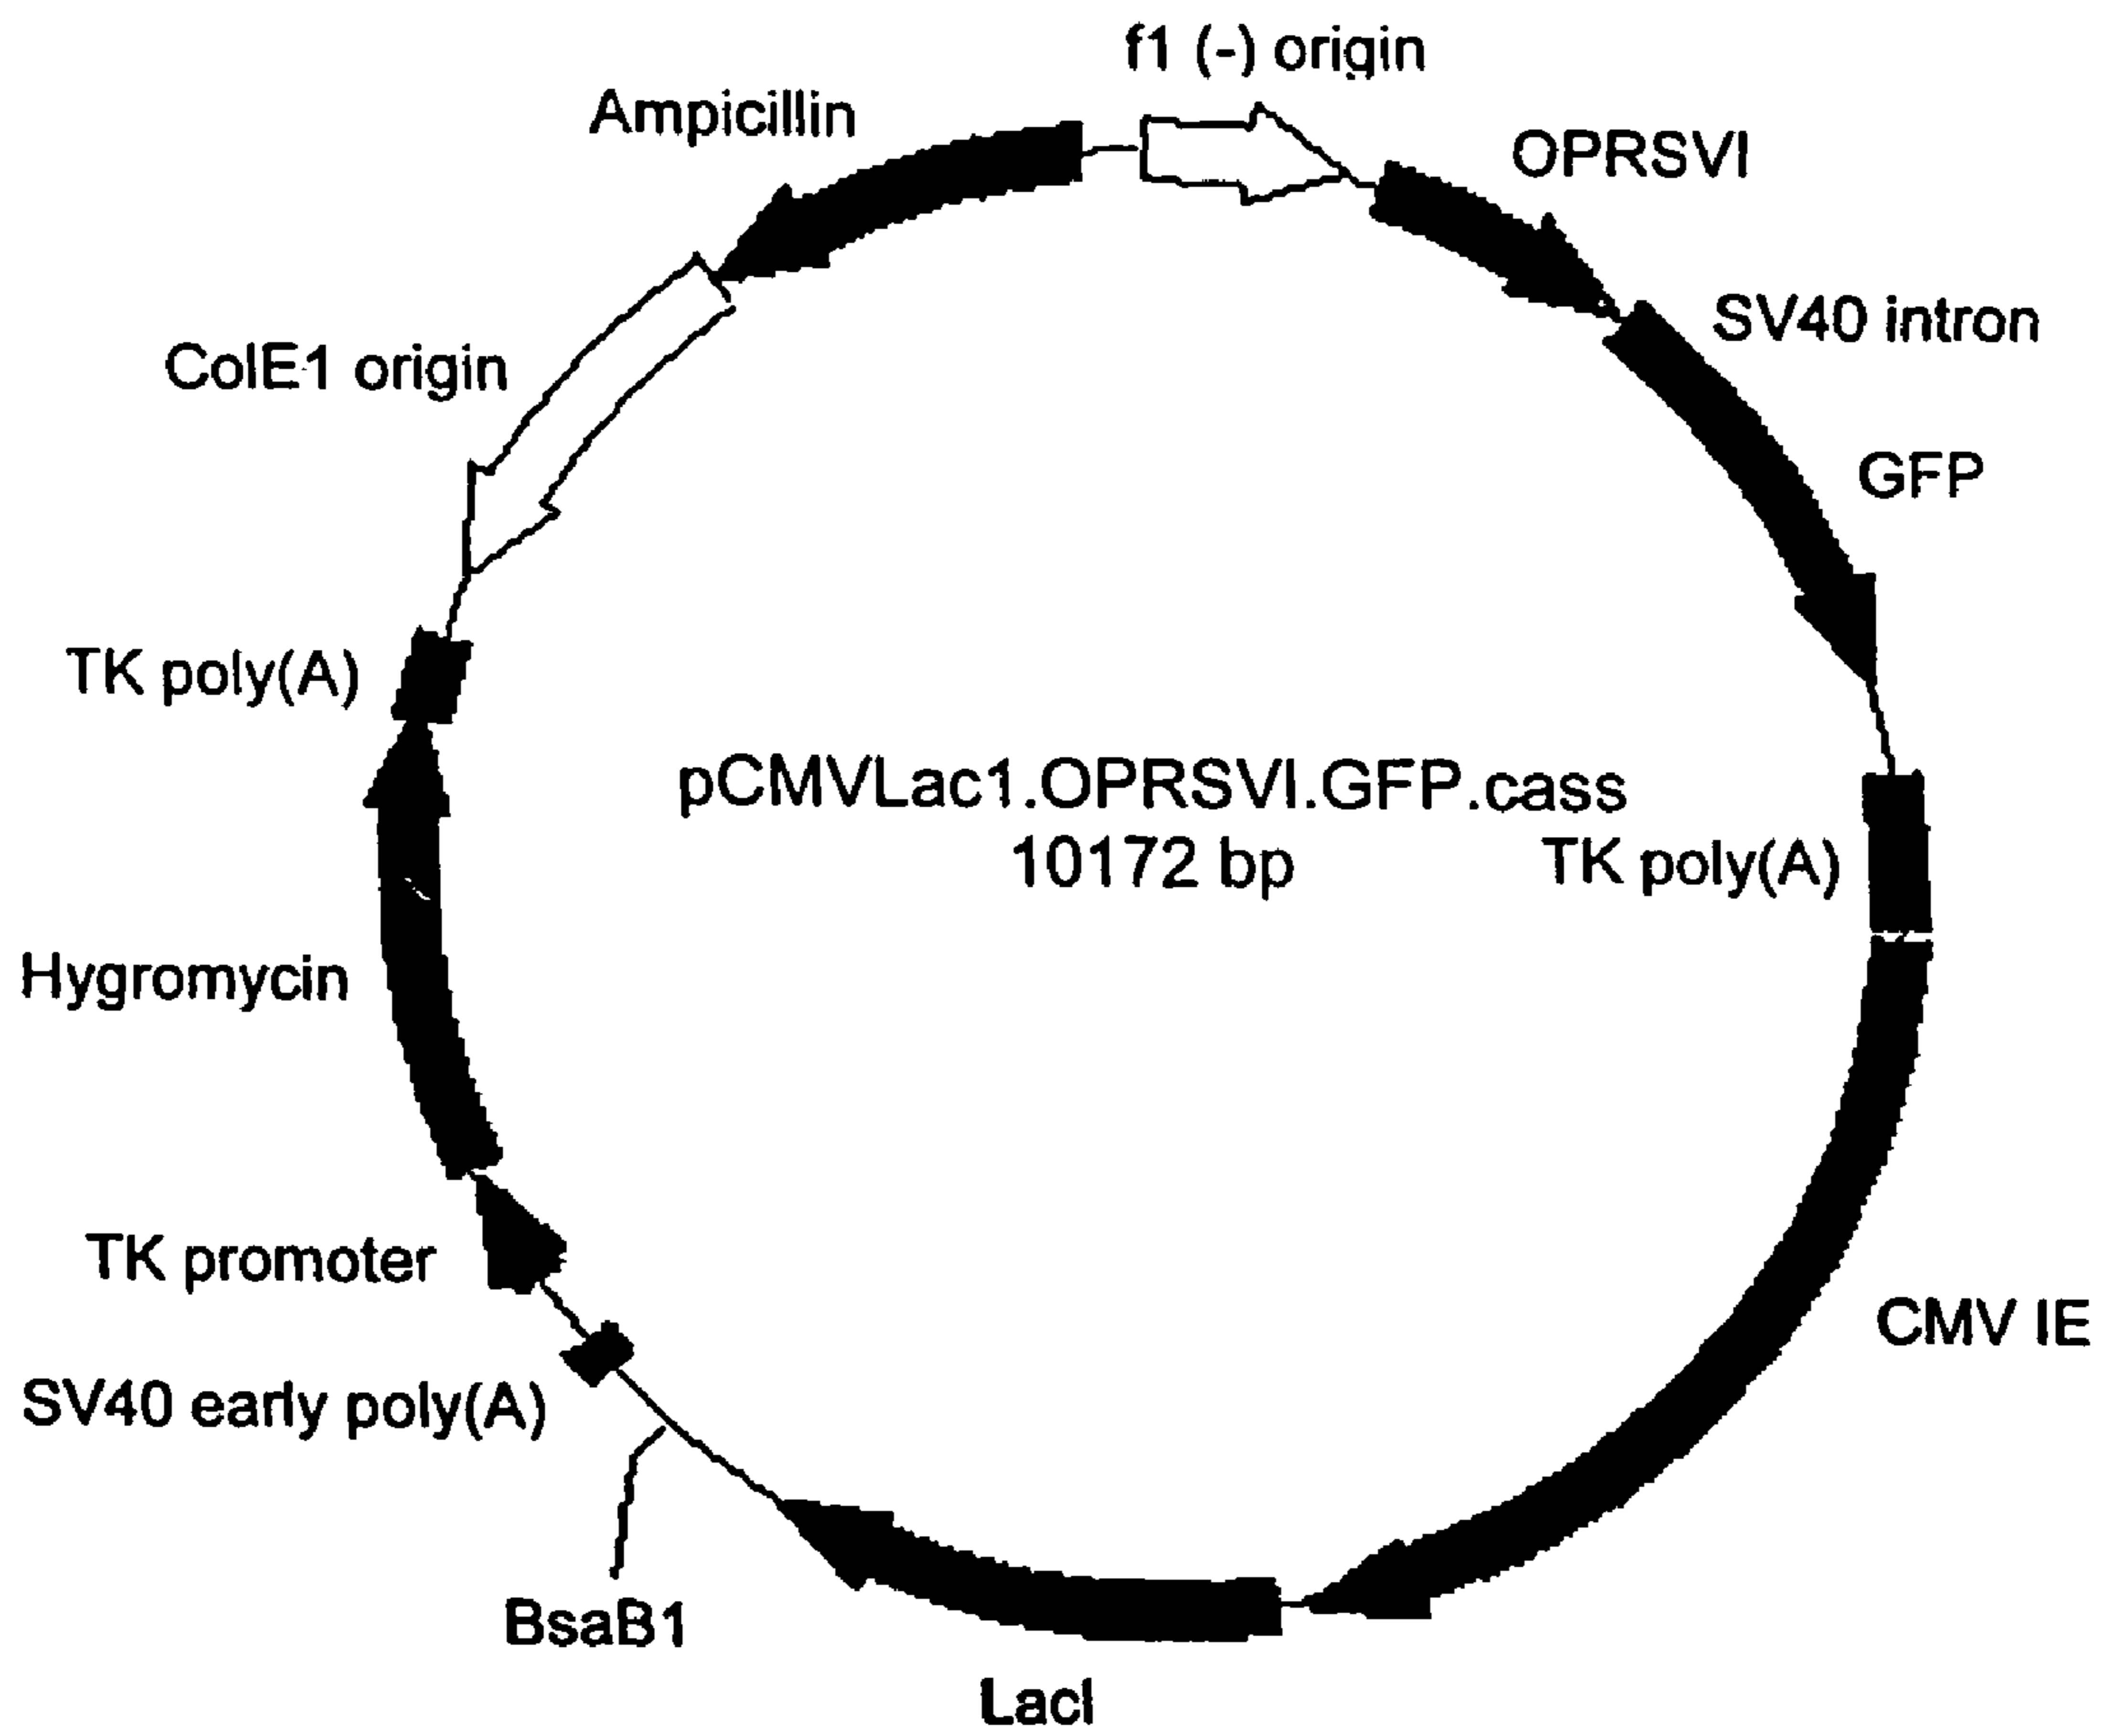 f1 (-) origin
Ampicillin
OPRSVI
SV40 intron
ColE1 origin
GFP
TK poly(A)
pCMVLac1.OPRSVI.GFP.cass
10172 bp
TK poly(A)
Hygromycin
TK promoter
CMV IE
SV40 early poly(A)
BsaB1
LacI